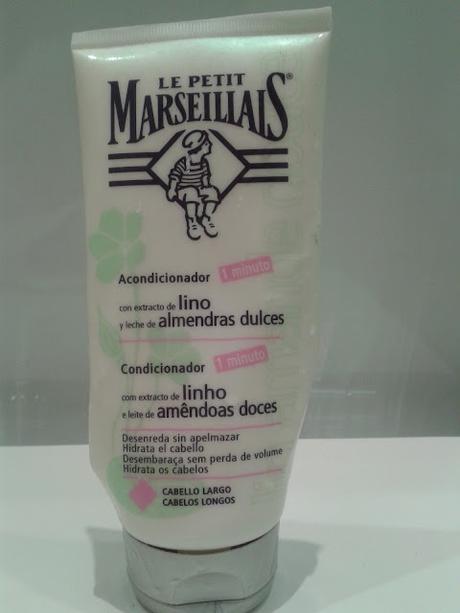 LE PETIT
MARSEILLAIS®
Acondicionador 1 minuto
con extracto de lino
y leche de almendras dulces
Condicionador 1 minuto
com extracto de linho
e leite de amêndoas doces
Desenreda sin apelmazar
Hidrata el cabello
Desembaraça sem perda de volume
Hidrata os cabelos
CABELLO LARGO
CABELOS LONGOS